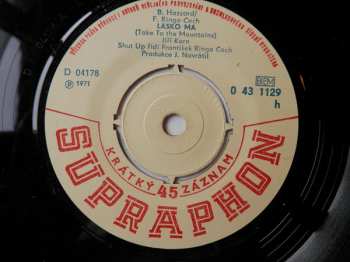 B. Hazzard/
F. Ringo Čech
LÁSKO MÁ
(Take To the Mountains)
Jiří Korn
Shut Up řídí František Ringo Čech
Produkce J. Navrátil
D 04178
Ⓟ 1971
0 43 1129
h
KRÁTKÝ 45 ZÁZNAM
SUPRAPHON